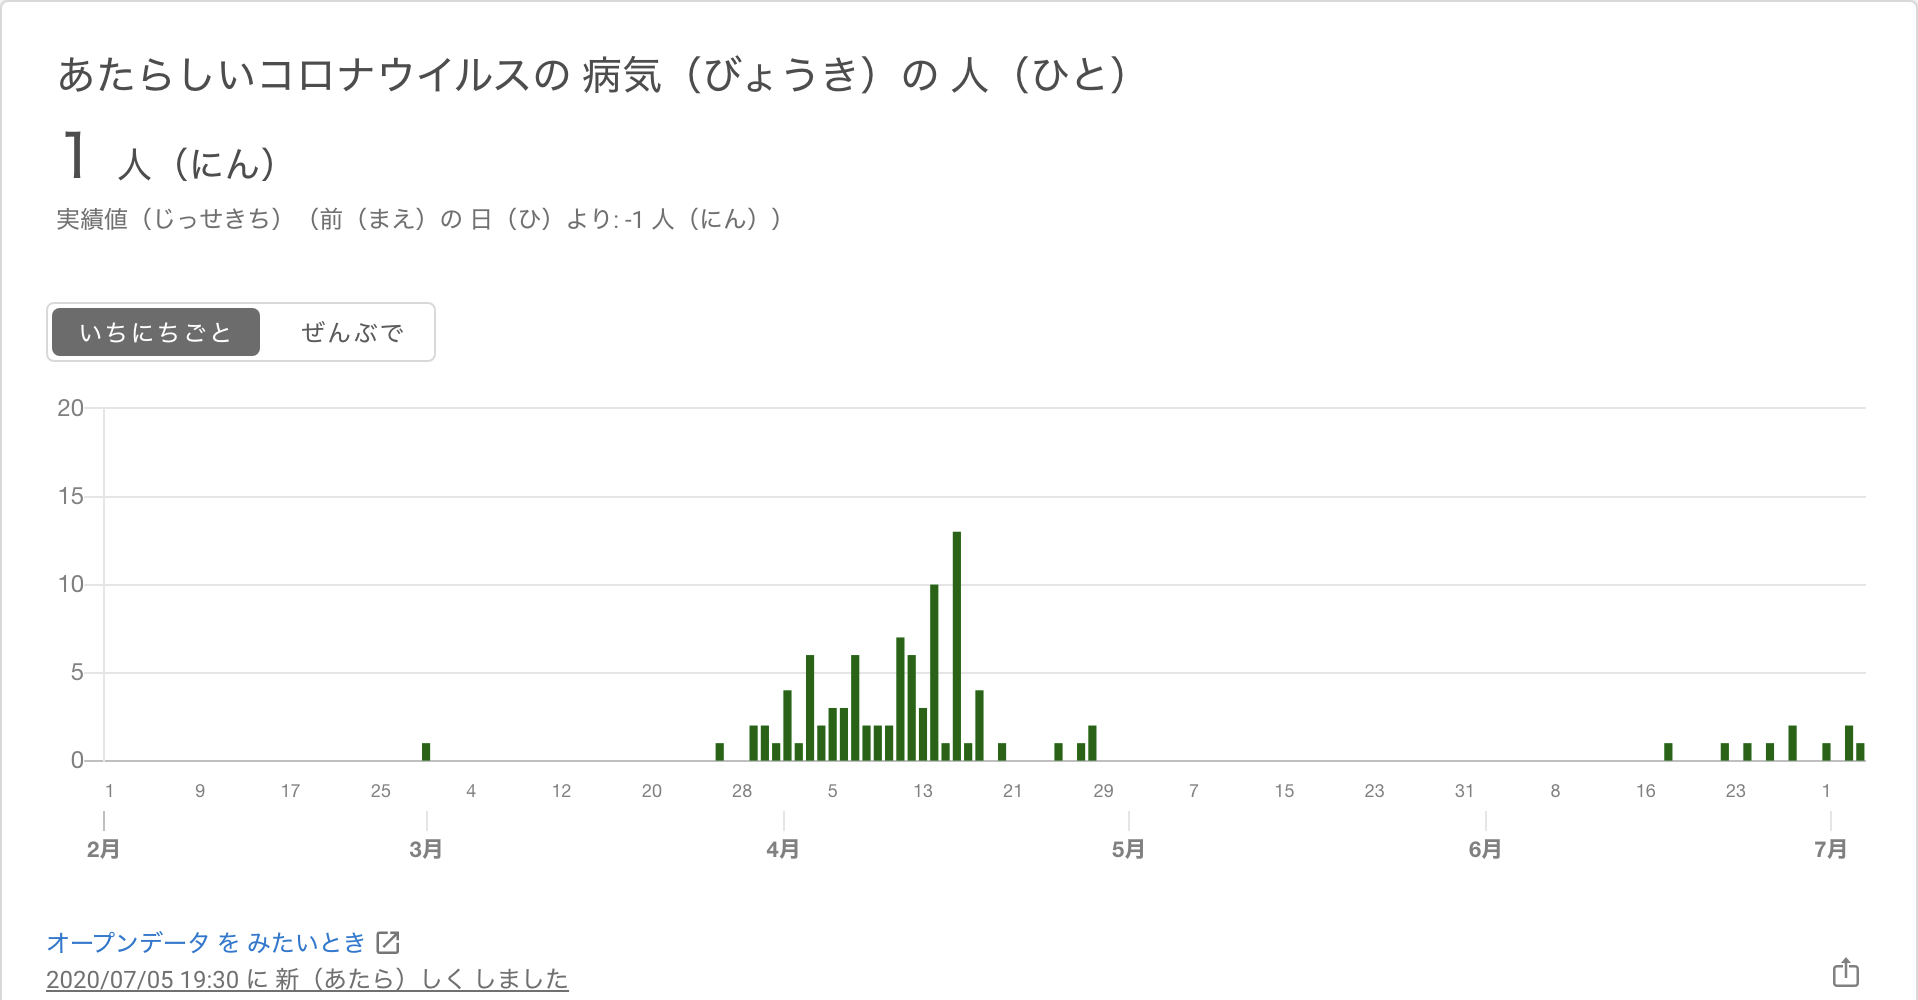 あたらしいコロナウイルスの 病気（びょうき）の 人（ひと）
1 人（にん）
実績値（じっせきち）（前（まえ）の 日（ひ）より: -1 人（にん））
いちにちごと ぜんぶで
20
15
10
5
0
1 9 17 25 4 12 20 28 5 13 21 29 7 15 23 31 8 16 23 1
2月 3月 4月 5月 6月 7月
オープンデータ を みたいとき
2020/07/05 19:30 に 新（あたら）しく しました